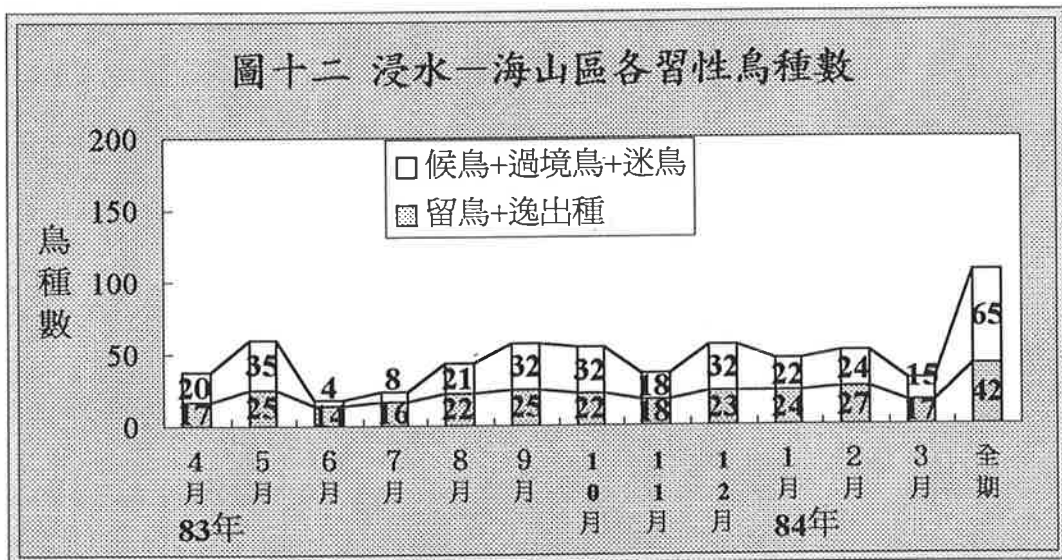 圖十二 浸水－海山區各習性鳥種數
200
150
100
50
0
鳥種數
候鳥+過境鳥+迷鳥
留鳥+逸出種
20 35 4 8 21 32 32 18 32 22 24 15 65
17 25 14 16 22 25 22 18 23 24 27 17 42
4月 5月 6月 7月 8月 9月 10月 11月 12月 1月 2月 3月 全期
83年 84年